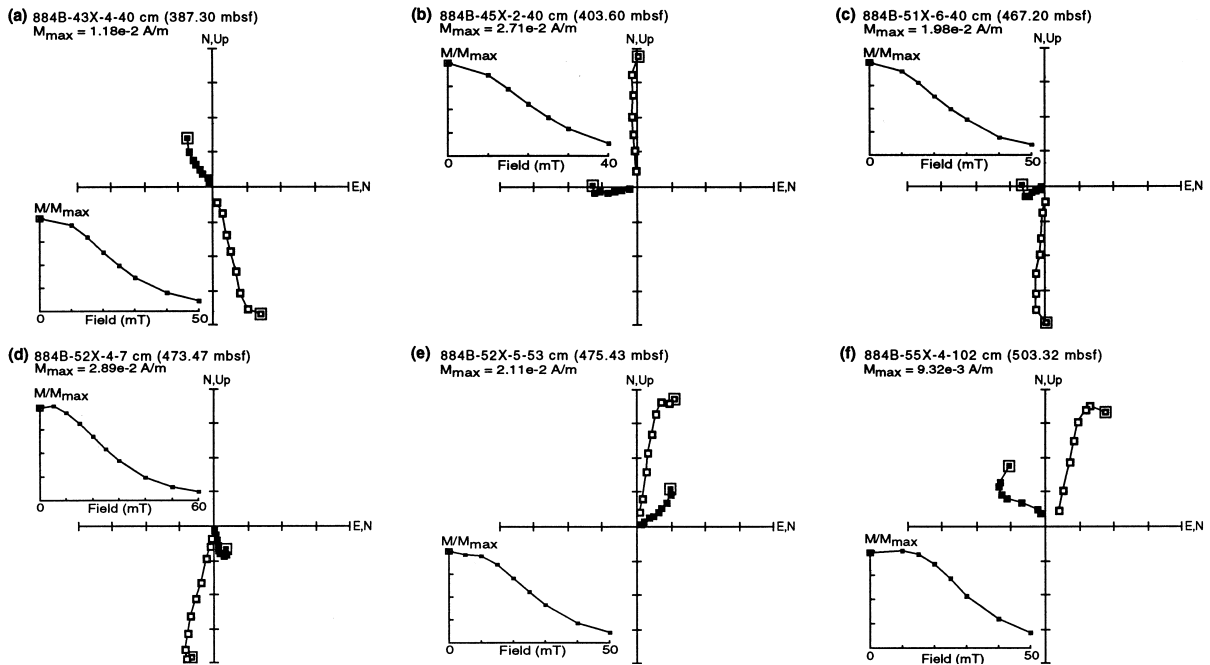 (a) 884B-43X-4-40 cm (387.30 mbsf)
Mmax = 1.18e-2 A/m
N,Up
E,N
M/Mmax
0
50
Field (mT)
(b) 884B-45X-2-40 cm (403.60 mbsf)
Mmax = 2.71e-2 A/m
N,Up
M/Mmax
0
40
Field (mT)
E,N
(c) 884B-51X-6-40 cm (467.20 mbsf)
Mmax = 1.98e-2 A/m
N,Up
M/Mmax
0
50
Field (mT)
E,N
(d) 884B-52X-4-7 cm (473.47 mbsf)
Mmax = 2.89e-2 A/m
N,Up
M/Mmax
0
60
Field (mT)
E,N
(e) 884B-52X-5-53 cm (475.43 mbsf)
Mmax = 2.11e-2 A/m
N,Up
E,N
M/Mmax
0
50
Field (mT)
(f) 884B-55X-4-102 cm (503.32 mbsf)
Mmax = 9.32e-3 A/m
N,Up
E,N
M/Mmax
0
50
Field (mT)